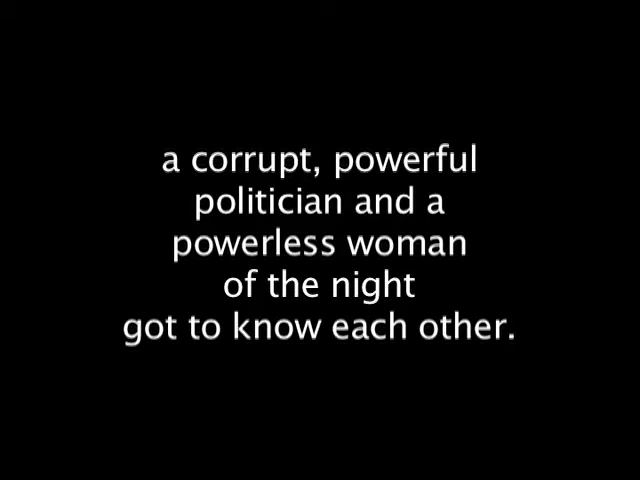 a corrupt, powerful
politician and a
powerless woman
of the night
got to know each other.